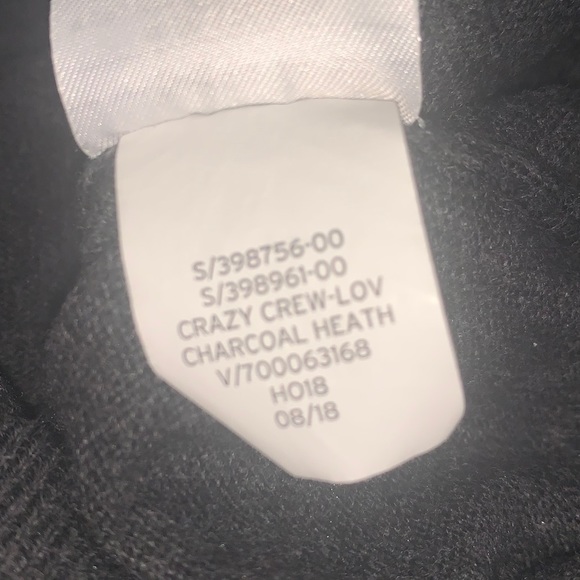 S/398756-00
S/398961-00
CRAZY CREW-LOV
CHARCOAL HEATH
V/700063168
HO18
08/18